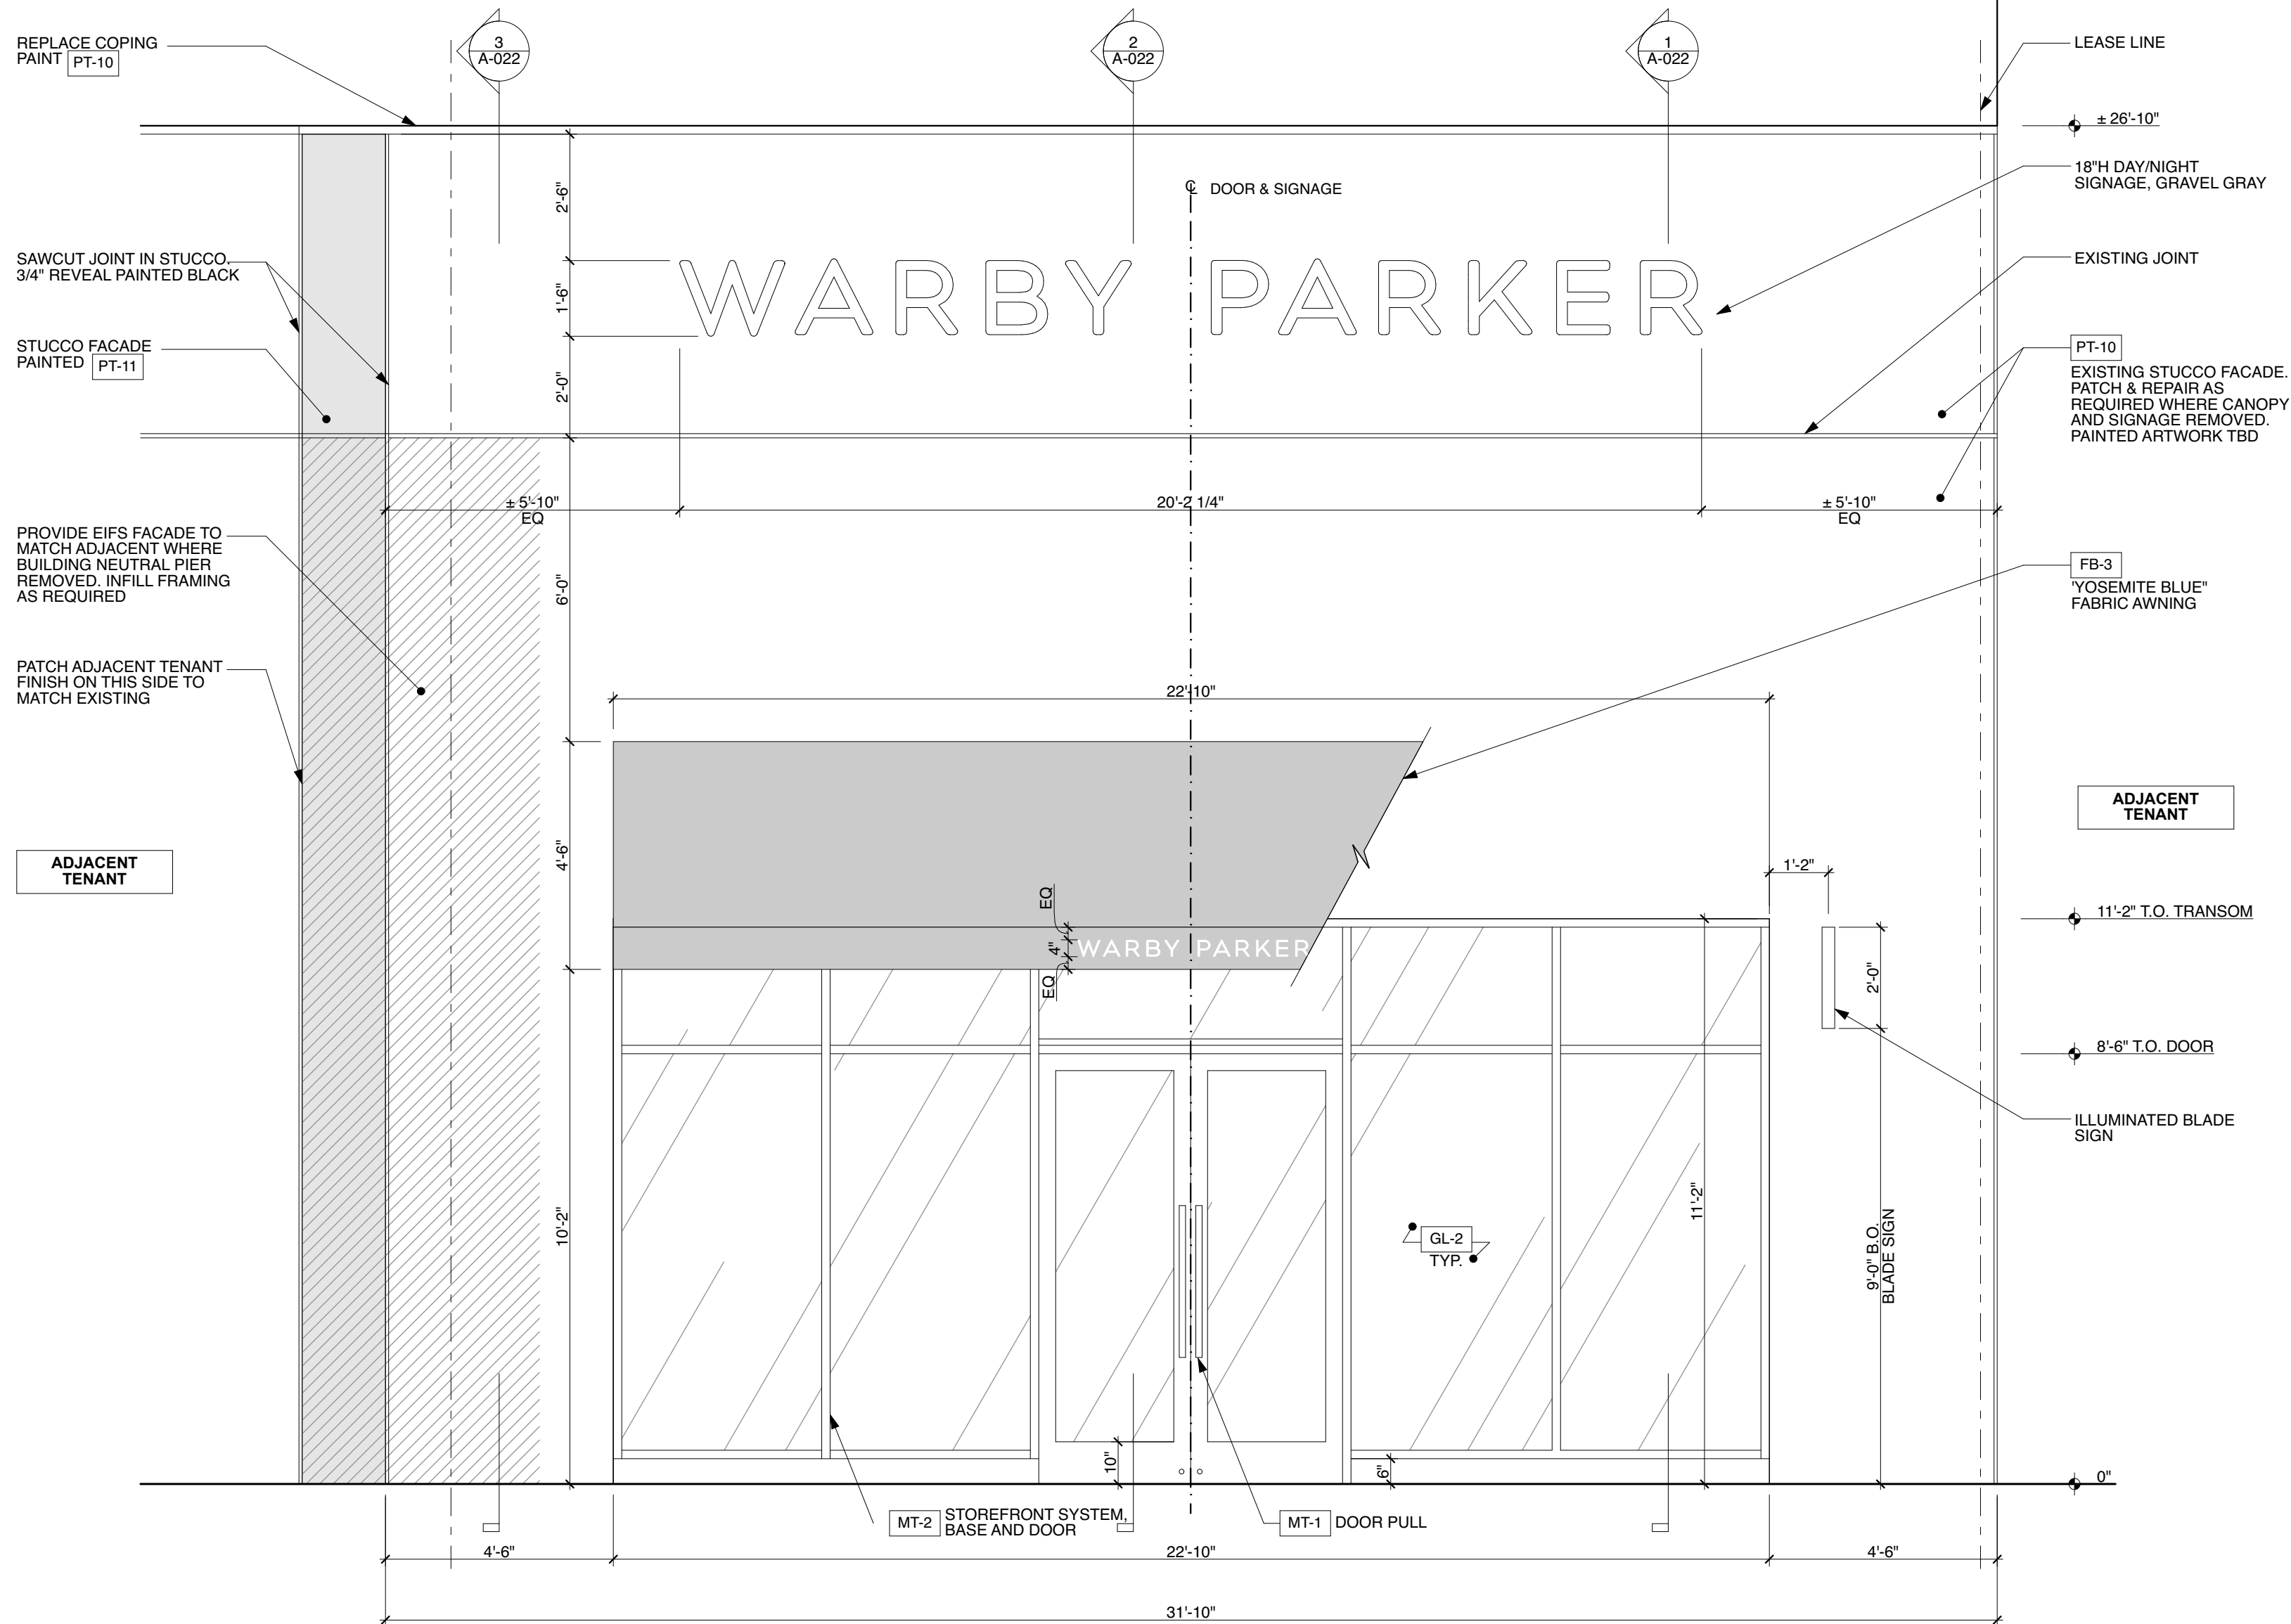 3
A-022
2
A-022
1
A-022
REPLACE COPING
PAINT PT-10
LEASE LINE
± 26'-10"
18"H DAY/NIGHT
SIGNAGE, GRAVEL GRAY
2'-6"
℄ DOOR & SIGNAGE
SAWCUT JOINT IN STUCCO.
3/4" REVEAL PAINTED BLACK
1'-6"
WARBY PARKER
EXISTING JOINT
STUCCO FACADE
PAINTED PT-11
2'-0"
PT-10
EXISTING STUCCO FACADE.
PATCH & REPAIR AS
REQUIRED WHERE CANOPY
AND SIGNAGE REMOVED.
PAINTED ARTWORK TBD
± 5'-10"
EQ
20'-2 1/4"
± 5'-10"
EQ
PROVIDE EIFS FACADE TO
MATCH ADJACENT WHERE
BUILDING NEUTRAL PIER
REMOVED. INFILL FRAMING
AS REQUIRED
6'-0"
FB-3
'YOSEMITE BLUE"
FABRIC AWNING
PATCH ADJACENT TENANT
FINISH ON THIS SIDE TO
MATCH EXISTING
22'-10"
ADJACENT
TENANT
ADJACENT
TENANT
4'-6"
1'-2"
EQ
4"
EQ
WARBY PARKER
11'-2" T.O. TRANSOM
2'-0"
8'-6" T.O. DOOR
ILLUMINATED BLADE
SIGN
10'-2"
11'-2"
GL-2
TYP.
9'-0" B.O.
BLADE SIGN
10"
6"
0"
MT-2 STOREFRONT SYSTEM,
BASE AND DOOR
MT-1 DOOR PULL
4'-6"
22'-10"
4'-6"
31'-10"